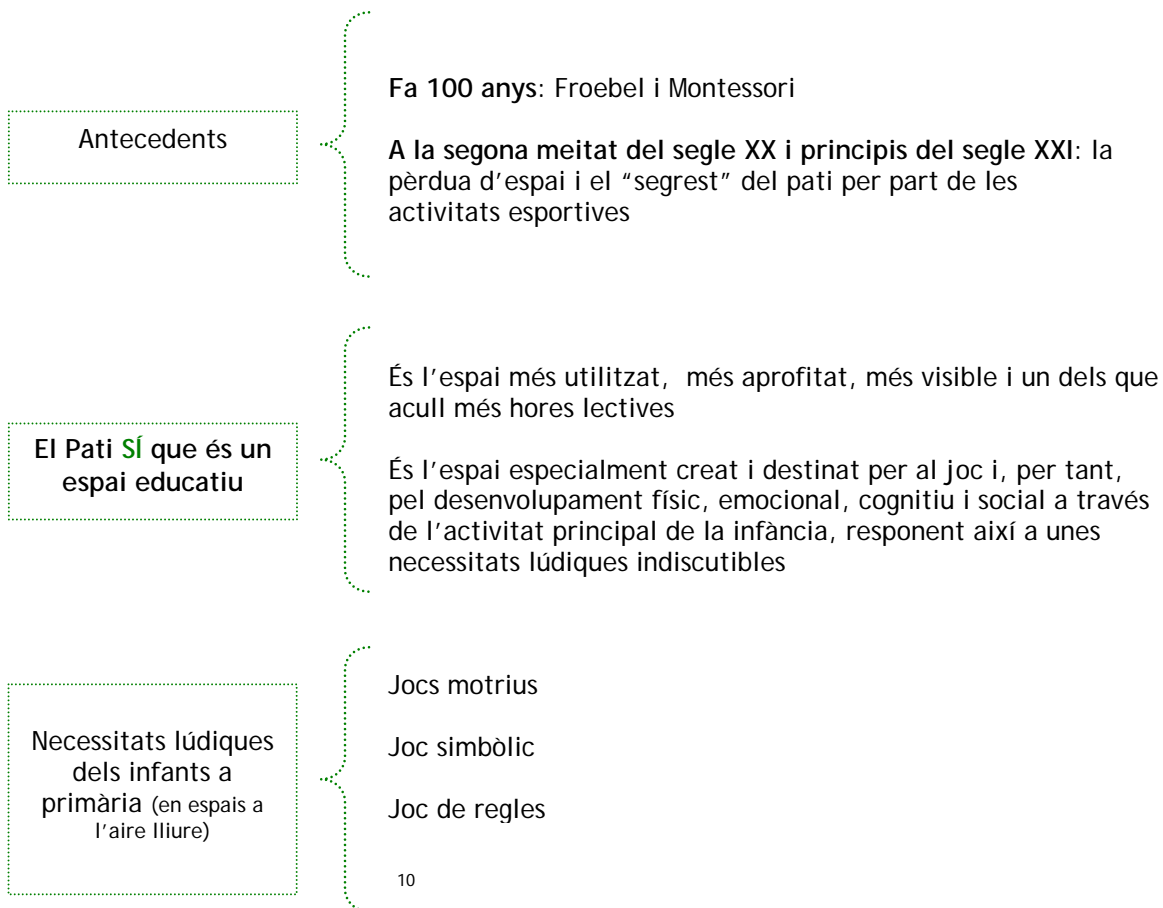 Antecedents
Fa 100 anys: Froebel i Montessori
A la segona meitat del segle XX i principis del segle XXI: la
pèrdua d’espai i el “segrest” del pati per part de les
activitats esportives
El Pati SÍ que és un
espai educatiu
És l’espai més utilitzat, més aprofitat, més visible i un dels que
acull més hores lectives
És l’espai especialment creat i destinat per al joc i, per tant,
pel desenvolupament físic, emocional, cognitiu i social a través
de l’activitat principal de la infància, responent així a unes
necessitats lúdiques indiscutibles
Necessitats lúdiques
dels infants a
primària (en espais a
l’aire lliure)
Jocs motrius
Joc simbòlic
Joc de regles
10